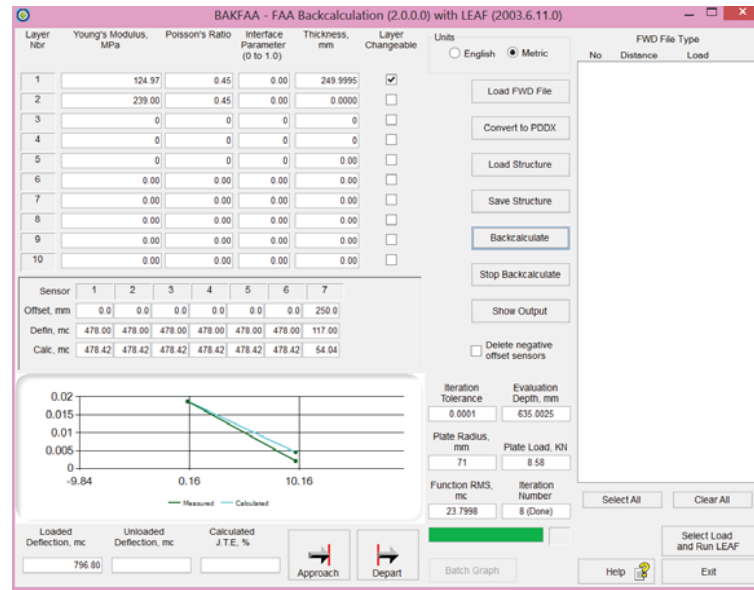 BAKFAA - FAA Backcalculation (2.0.0.0) with LEAF (2003.6.11.0)
Layer Nbr Young's Modulus, MPa Poisson's Ratio Interface Parameter (0 to 1.0) Thickness, mm Layer Changeable
1 124.97 0.45 0.00 249.9995
2 239.00 0.45 0.00 0.0000
3 0 0 0.00 0
4 0 0 0.00 0
5 0 0 0.00 0.00
6 0.00 0.00 0.00 0.00
7 0.00 0.00 0.00 0.00
8 0.00 0.00 0.00 0.00
9 0.00 0.00 0.00 0.00
10 0.00 0.00 0.00 0.00
Sensor 1 2 3 4 5 6 7
Offset, mm 0.0 0.0 0.0 0.0 0.0 0.0 250.0
Defln, mc 478.00 478.00 478.00 478.00 478.00 478.00 117.00
Calc, mc 478.42 478.42 478.42 478.42 478.42 478.42 54.04
0.02
0.015
0.01
0.005
0
-9.84 0.16 10.16
Measured Calculated
Loaded Deflection, mc
796.80
Unloaded Deflection, mc
Calculated J.T.E, %
Approach
Depart
Units
English Metric
Load FWD File
Convert to PDDX
Load Structure
Save Structure
Backcalculate
Stop Backcalculate
Show Output
Delete negative
offset sensors
Iteration Tolerance
0.0001
Evaluation Depth, mm
635.0025
Plate Radius, mm
71
Plate Load, KN
8.58
Function RMS, mc
23.7998
Iteration Number
8 (Done)
Batch Graph
FWD File Type
No Distance Load
Select All
Clear All
Select Load
and Run LEAF
Help
Exit